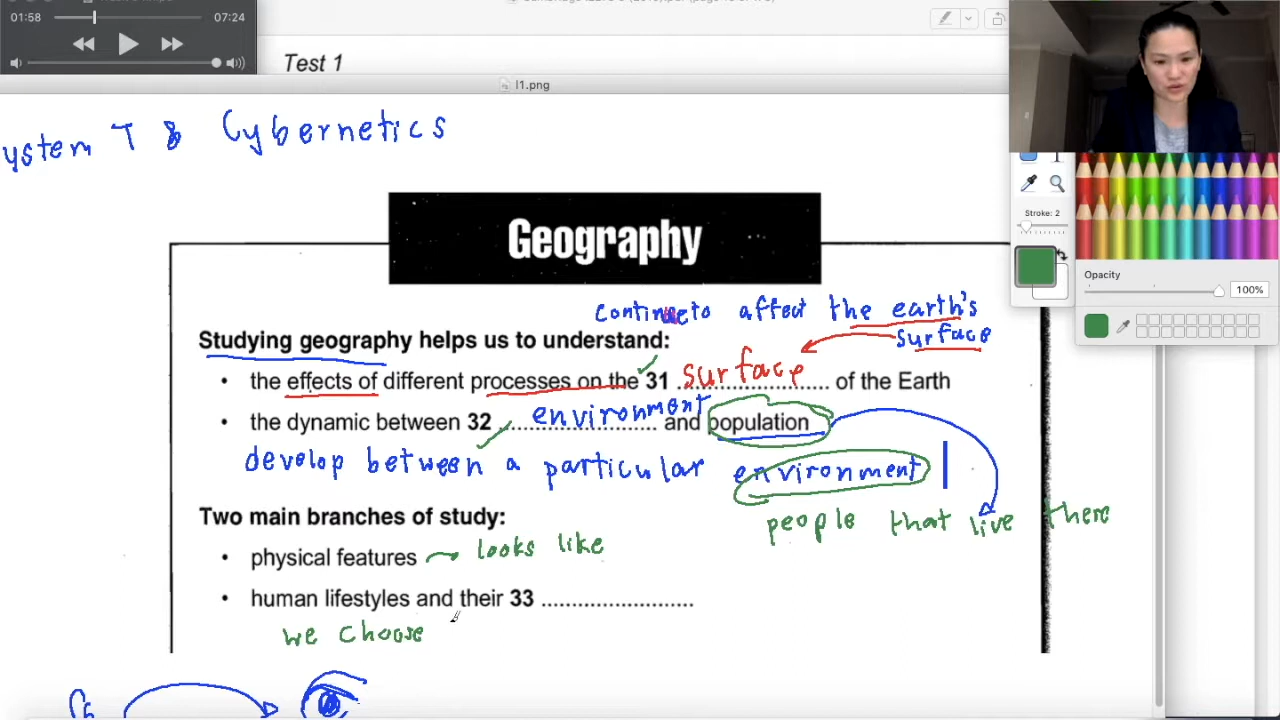 01:58 07:24
Test 1
l1.png
ystem T & Cybernetics
Stroke: 2
Opacity
100%
Geography
continueto affect the earth's
surface
Studying geography helps us to understand:
• the effects of different processes on the 31 surface of the Earth
• the dynamic between 32 environment and population
develop between a particular environment
people that live there
Two main branches of study:
• physical features → looks like
• human lifestyles and their 33 ..........................
we choose